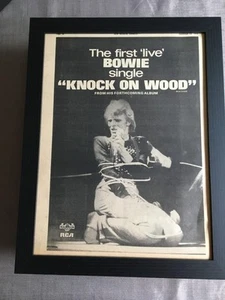 The first 'live'
BOWIE
single
"KNOCK ON WOOD"
FROM HIS FORTHCOMING ALBUM
RCA